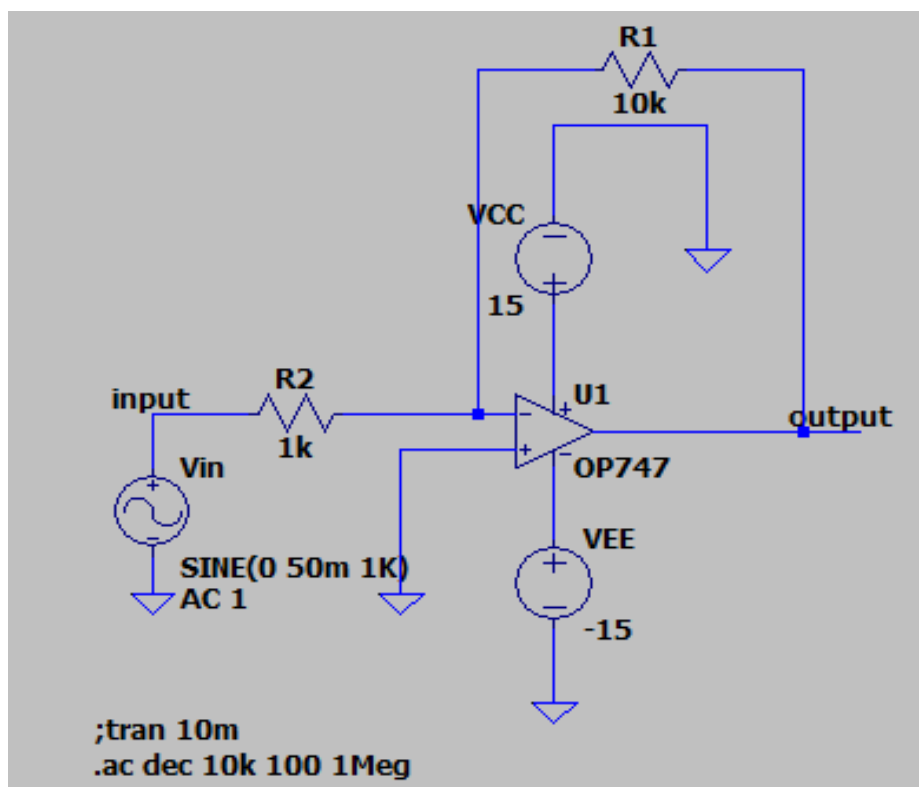 R1
10k
VCC
15
input
R2
1k
U1
output
OP747
Vin
SINE(0 50m 1K)
AC 1
VEE
-15
;tran 10m
.ac dec 10k 100 1Meg